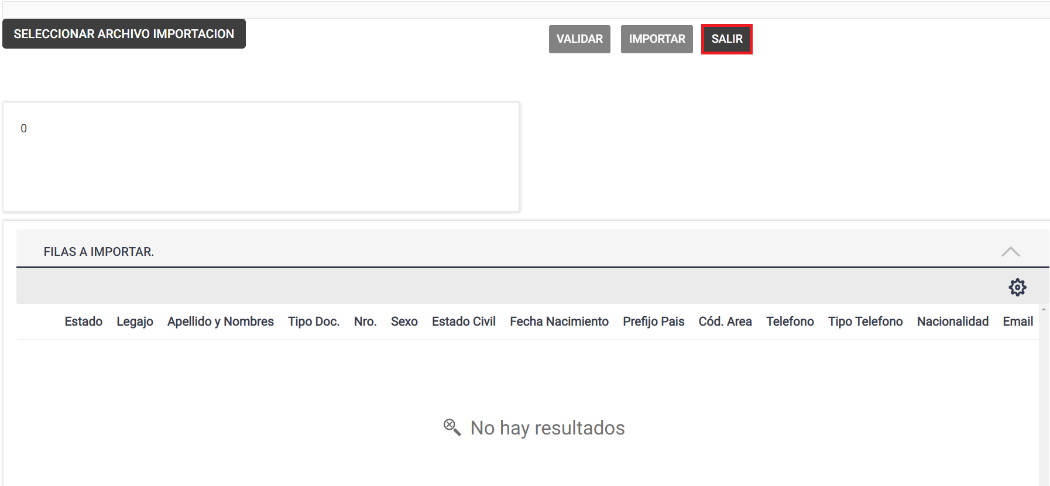 SELECCIONAR ARCHIVO IMPORTACION
VALIDAR IMPORTAR SALIR
0
FILAS A IMPORTAR.
Estado Legajo Apellido y Nombres Tipo Doc. Nro. Sexo Estado Civil Fecha Nacimiento Prefijo Pais Cód. Area Telefono Tipo Telefono Nacionalidad Email
No hay resultados